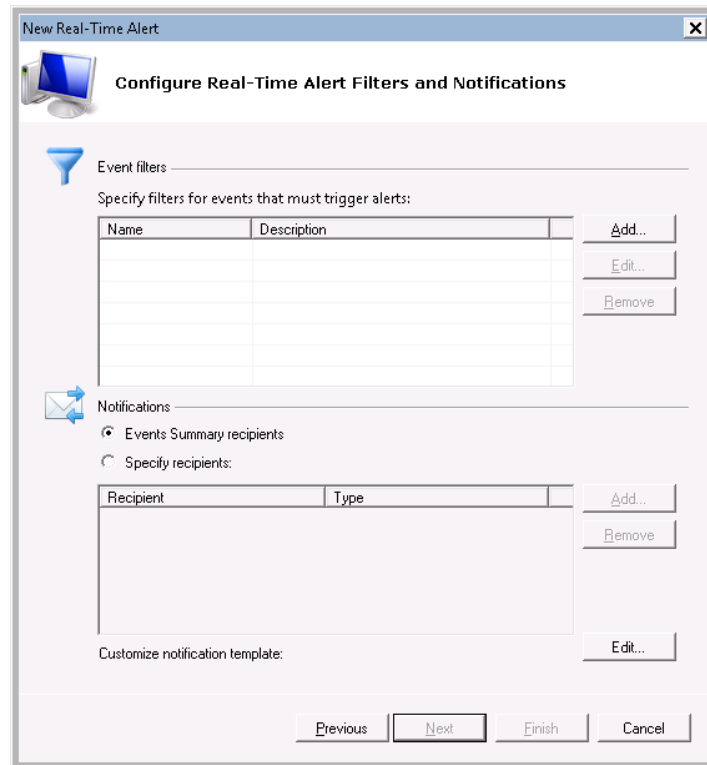 New Real-Time Alert
Configure Real-Time Alert Filters and Notifications
Event filters
Specify filters for events that must trigger alerts:
Name Description
Add...
Edit...
Remove
Notifications
Events Summary recipients
Specify recipients:
Recipient Type
Add...
Remove
Customize notification template:
Edit...
Previous Next Finish Cancel